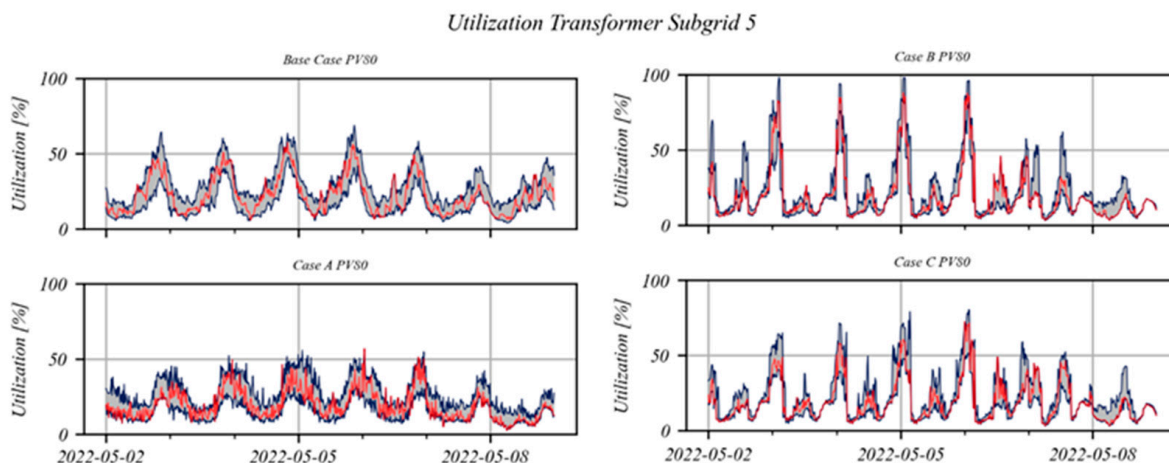 Utilization Transformer Subgrid 5
Base Case PV80
Utilization [%]
100
50
0
Case B PV80
Utilization [%]
100
50
0
Case A PV80
Utilization [%]
100
50
0
2022-05-02 2022-05-05 2022-05-08
Case C PV80
Utilization [%]
100
50
0
2022-05-02 2022-05-05 2022-05-08